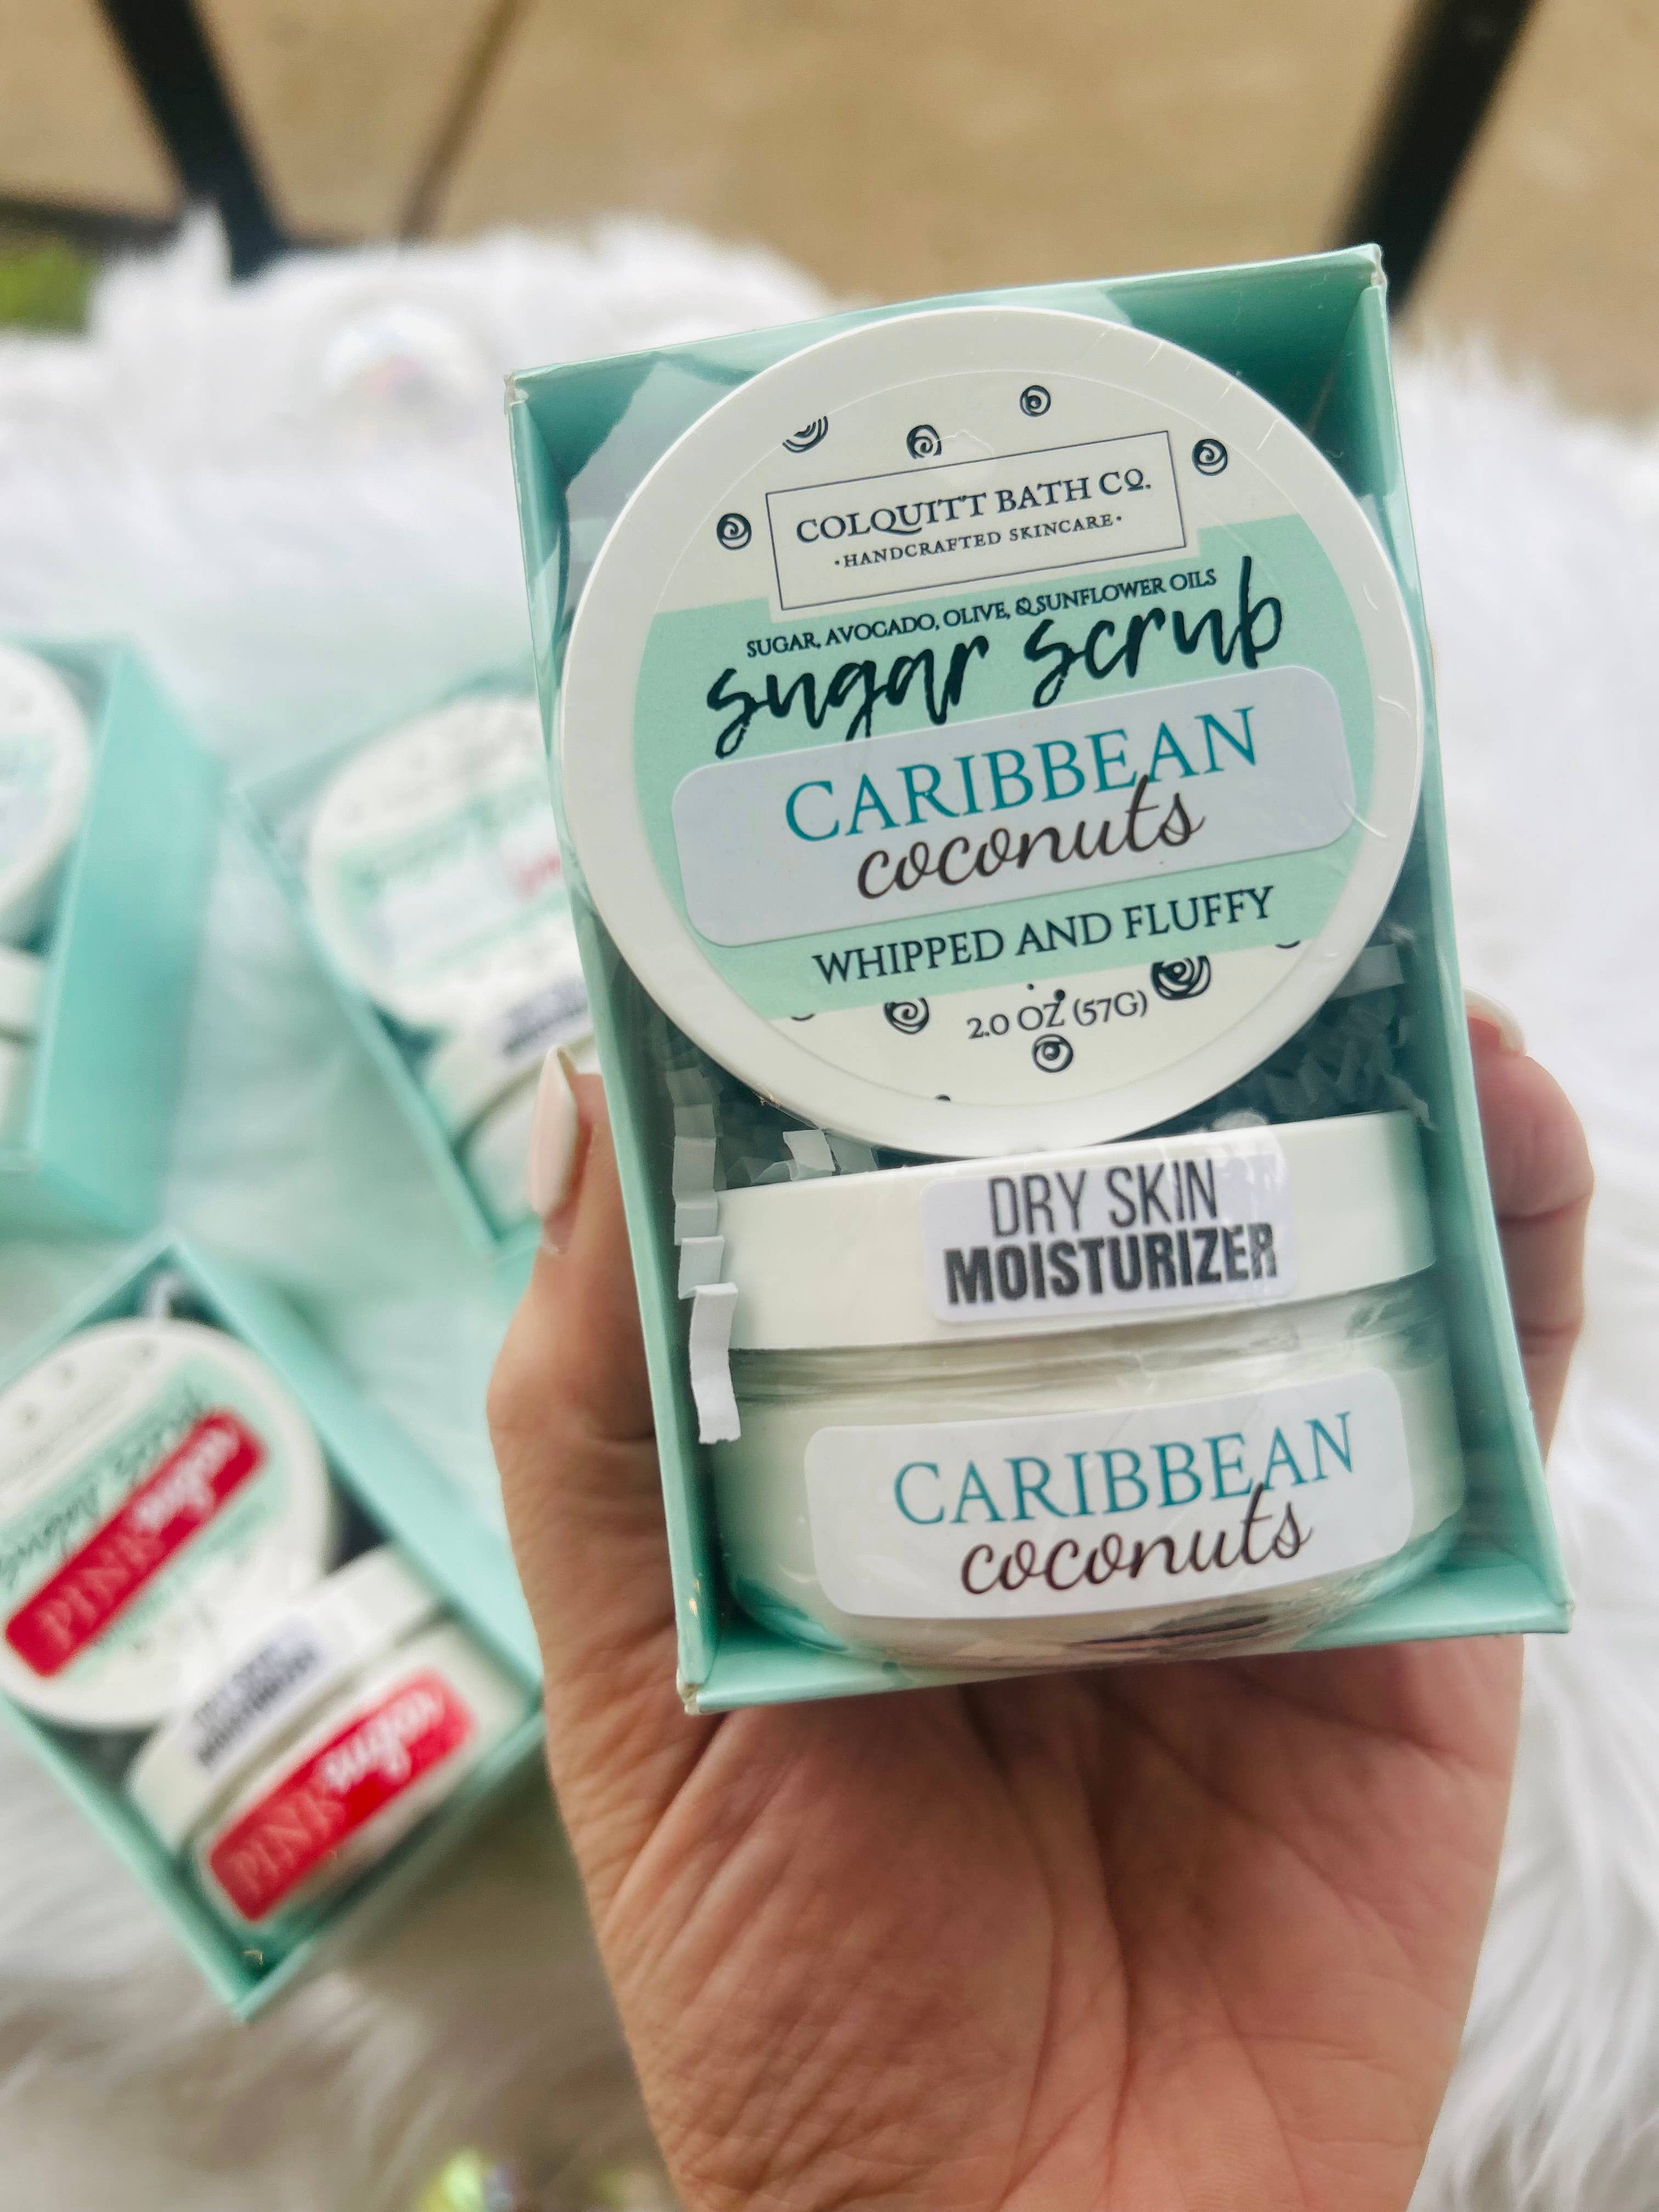 COLQUITT BATH CO.
·HANDCRAFTED SKINCARE·
SUGAR, AVOCADO, OLIVE, & SUNFLOWER OILS
sugar scrub
CARIBBEAN
coconuts
WHIPPED AND FLUFFY
2.0 OZ (57G)
DRY SKIN
MOISTURIZER
CARIBBEAN
coconuts
PINK
PINK sugar